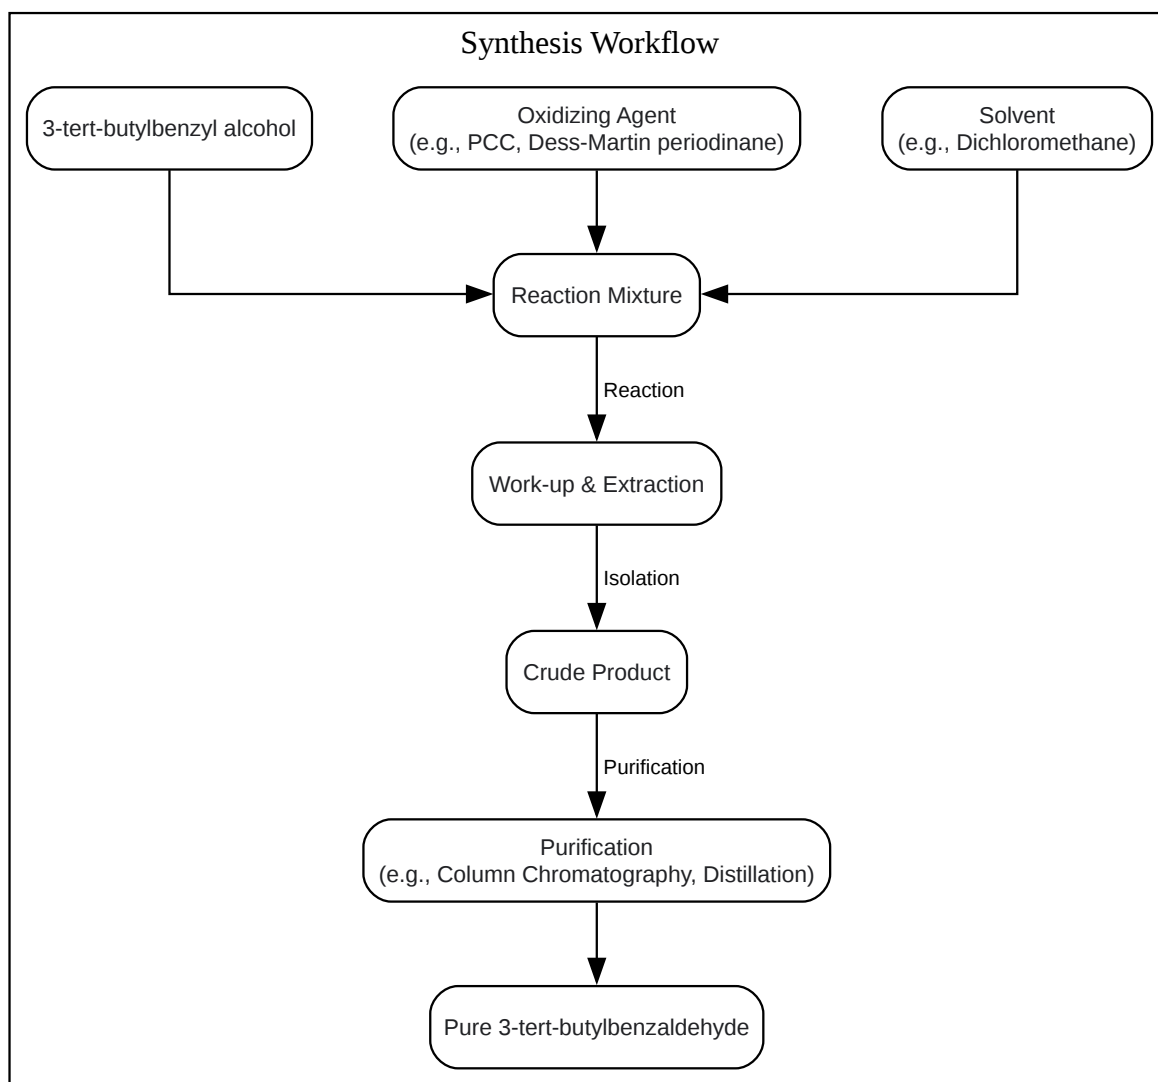 Synthesis Workflow
3-tert-butylbenzyl alcohol
Oxidizing Agent
(e.g., PCC, Dess-Martin periodinane)
Solvent
(e.g., Dichloromethane)
Reaction Mixture
Reaction
Work-up & Extraction
Isolation
Crude Product
Purification
Purification
(e.g., Column Chromatography, Distillation)
Pure 3-tert-butylbenzaldehyde